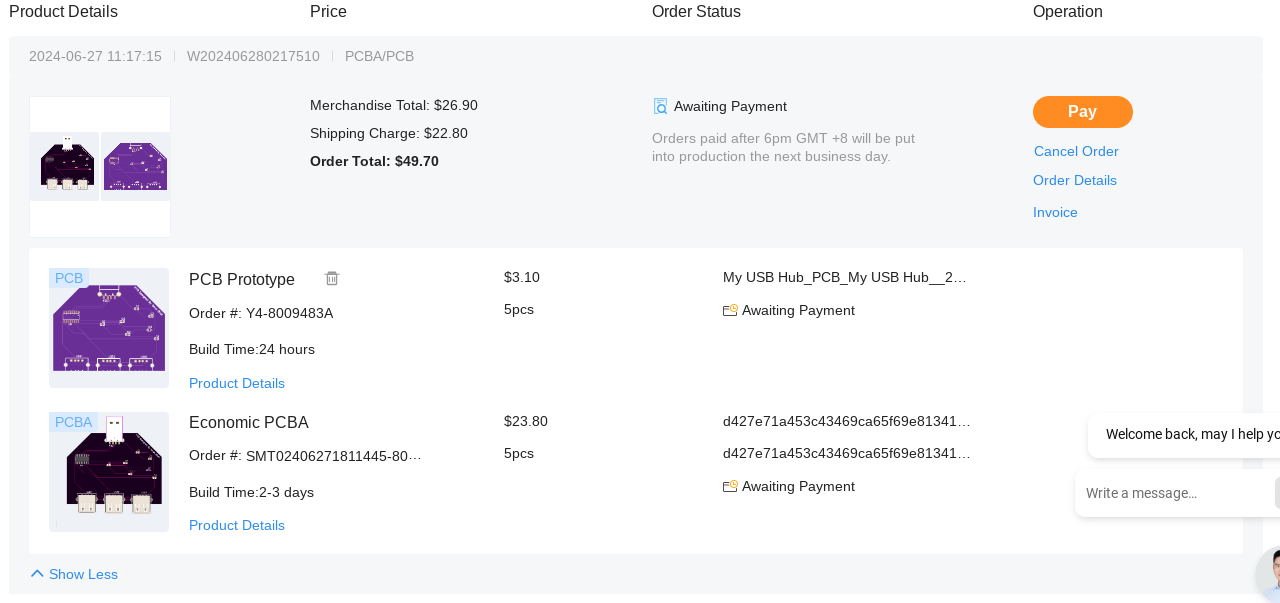 Product Details
Price
Order Status
Operation
2024-06-27 11:17:15
W202406280217510
PCBA/PCB
Merchandise Total: $26.90
Shipping Charge: $22.80
Order Total: $49.70
Awaiting Payment
Orders paid after 6pm GMT +8 will be put
into production the next business day.
Pay
Cancel Order
Order Details
Invoice
PCB
PCB Prototype
Order #: Y4-8009483A
Build Time:24 hours
Product Details
$3.10
5pcs
My USB Hub_PCB_My USB Hub__2...
Awaiting Payment
PCBA
Economic PCBA
Order #: SMT02406271811445-80...
Build Time:2-3 days
Product Details
$23.80
5pcs
d427e71a453c43469ca65f69e81341...
d427e71a453c43469ca65f69e81341...
Awaiting Payment
Welcome back, may I help yo
Write a message…
Show Less